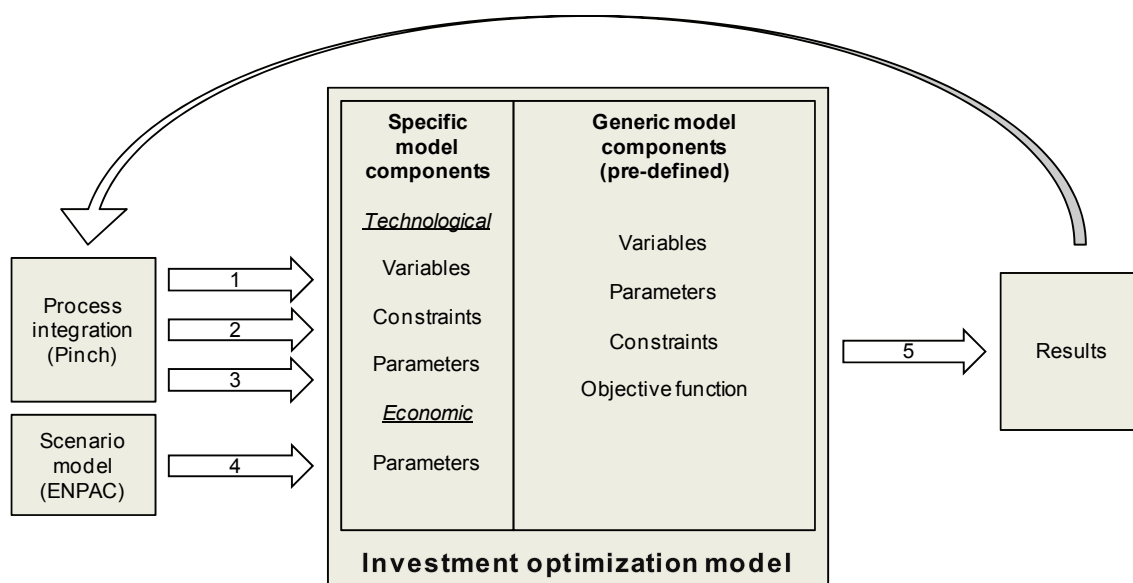 Process
integration
(Pinch)
Scenario
model
(ENPAC)
1
2
3
4
Specific
model
components
Technological
Variables
Constraints
Parameters
Economic
Parameters
Generic model
components
(pre-defined)
Variables
Parameters
Constraints
Objective function
Investment optimization model
5
Results